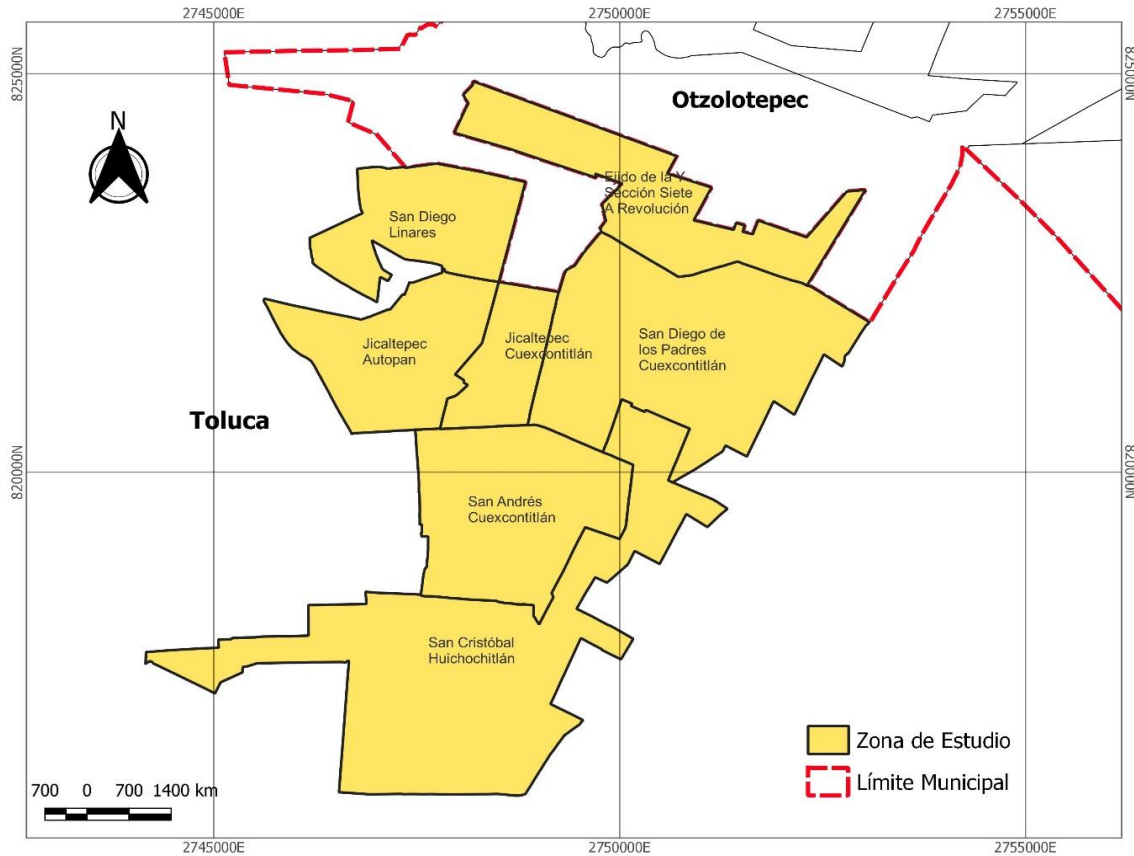 2745000E
2750000E
2755000E
825000N
825000N
Otzolotepec
N
Ejido de la Y
Sección Siete
A Revolución
San Diego
Linares
Jicaltepec
Autopan
Jicaltepec
Cuexcontitlán
San Diego de
los Padres
Cuexcontitlán
Toluca
820000N
820000N
San Andrés
Cuexcontitlán
San Cristóbal
Huichochitlán
Zona de Estudio
Límite Municipal
700 0 700 1400 km
2745000E
2750000E
2755000E